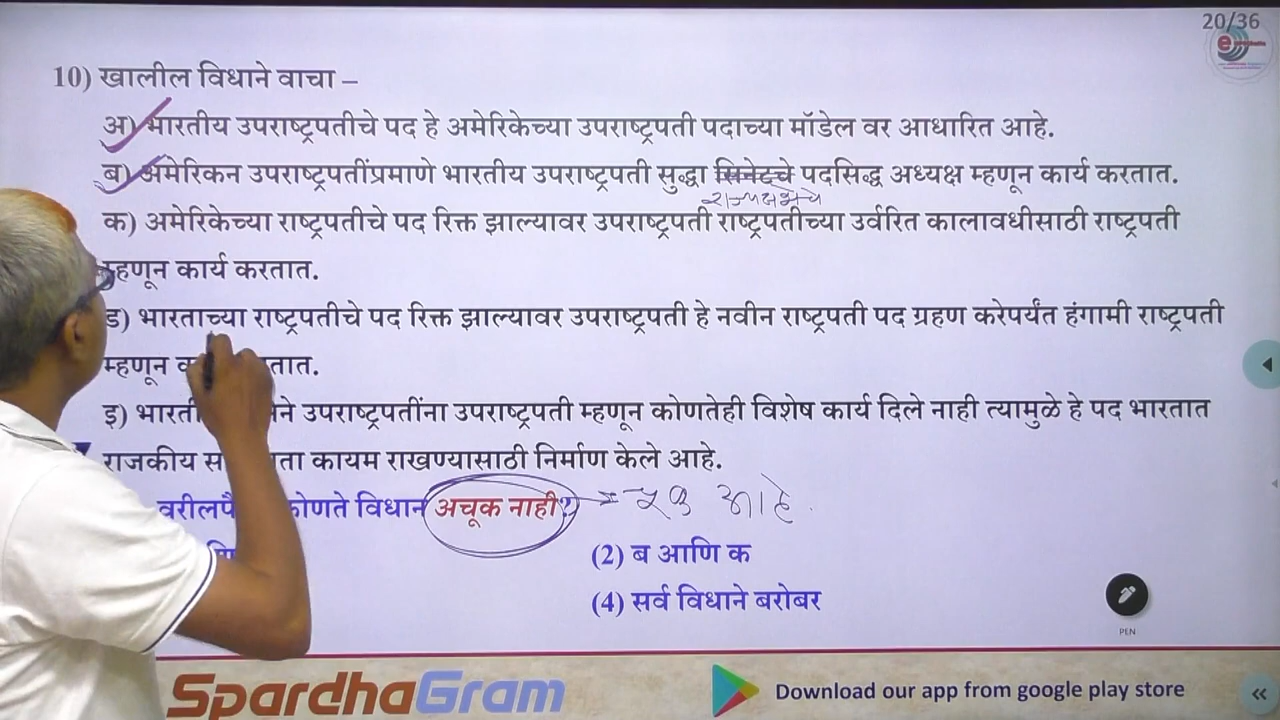 20/36
10) खालील विधाने वाचा –
अ) भारतीय उपराष्ट्रपतीचे पद हे अमेरिकेच्या उपराष्ट्रपती पदाच्या मॉडेल वर आधारित आहे.
ब) अमेरिकन उपराष्ट्रपतींप्रमाणे भारतीय उपराष्ट्रपती सुद्धा सिनेटचे पदसिद्ध अध्यक्ष म्हणून कार्य करतात.
क) अमेरिकेच्या राष्ट्रपतीचे पद रिक्त झाल्यावर उपराष्ट्रपती राष्ट्रपतीच्या उर्वरित कालावधीसाठी राष्ट्रपती
म्हणून कार्य करतात.
ड) भारताच्या राष्ट्रपतीचे पद रिक्त झाल्यावर उपराष्ट्रपती हे नवीन राष्ट्रपती पद ग्रहण करेपर्यंत हंगामी राष्ट्रपती
म्हणून
इ) उपराष्ट्रपतींना उपराष्ट्रपती म्हणून कोणतेही विशेष कार्य दिले नाही त्यामुळे हे पद भारतात
राजकीय कायम राखण्यासाठी निर्माण केले आहे.
कोणते विधान अचूक नाही? चूक आहे.
(2) ब आणि क
(4) सर्व विधाने बरोबर
PEN
SpardhaGram
Download our app from google play store